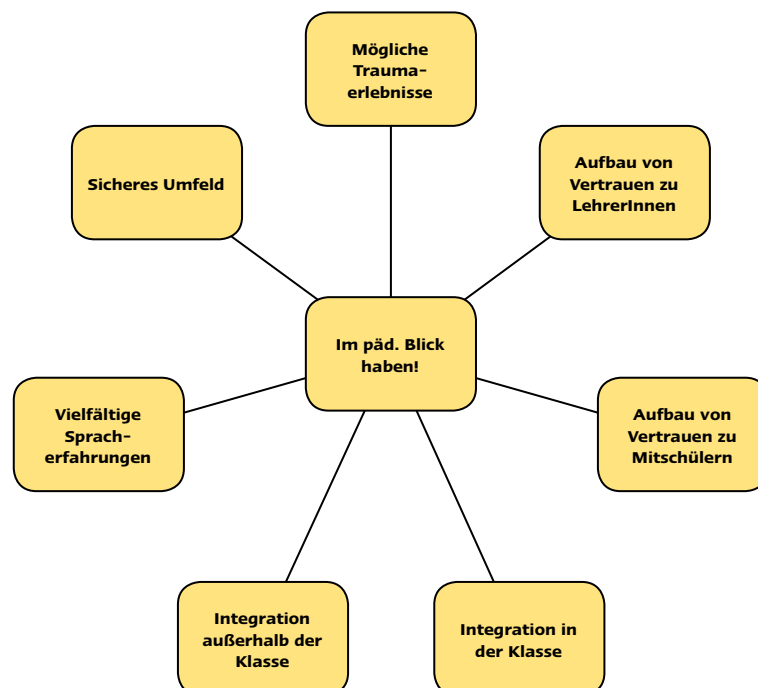 Mögliche
Trauma-
erlebnisse
Sicheres Umfeld
Aufbau von
Vertrauen zu
LehrerInnen
Im päd. Blick
haben!
Vielfältige
Sprach-
erfahrungen
Aufbau von
Vertrauen zu
Mitschülern
Integration
außerhalb der
Klasse
Integration in
der Klasse